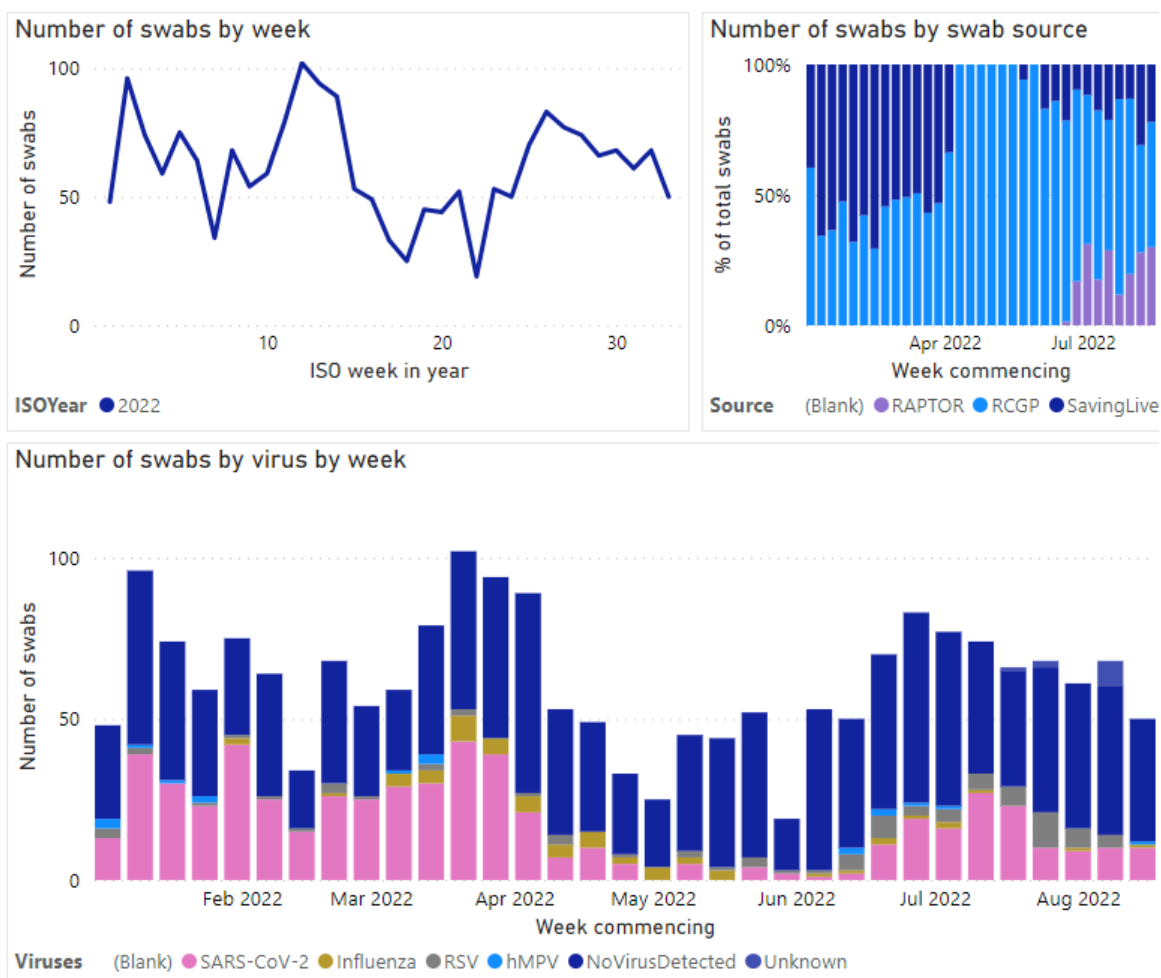 Number of swabs by week
100
50
0
Number of swabs
10 20 30
ISO week in year
ISOYear 2022
Number of swabs by swab source
100%
50%
0%
% of total swabs
Apr 2022 Jul 2022
Week commencing
Source (Blank) RAPTOR RCGP SavingLive
Number of swabs by virus by week
100
50
0
Number of swabs
Feb 2022 Mar 2022 Apr 2022 May 2022 Jun 2022 Jul 2022 Aug 2022
Week commencing
Viruses (Blank) SARS-CoV-2 Influenza RSV hMPV NoVirusDetected Unknown